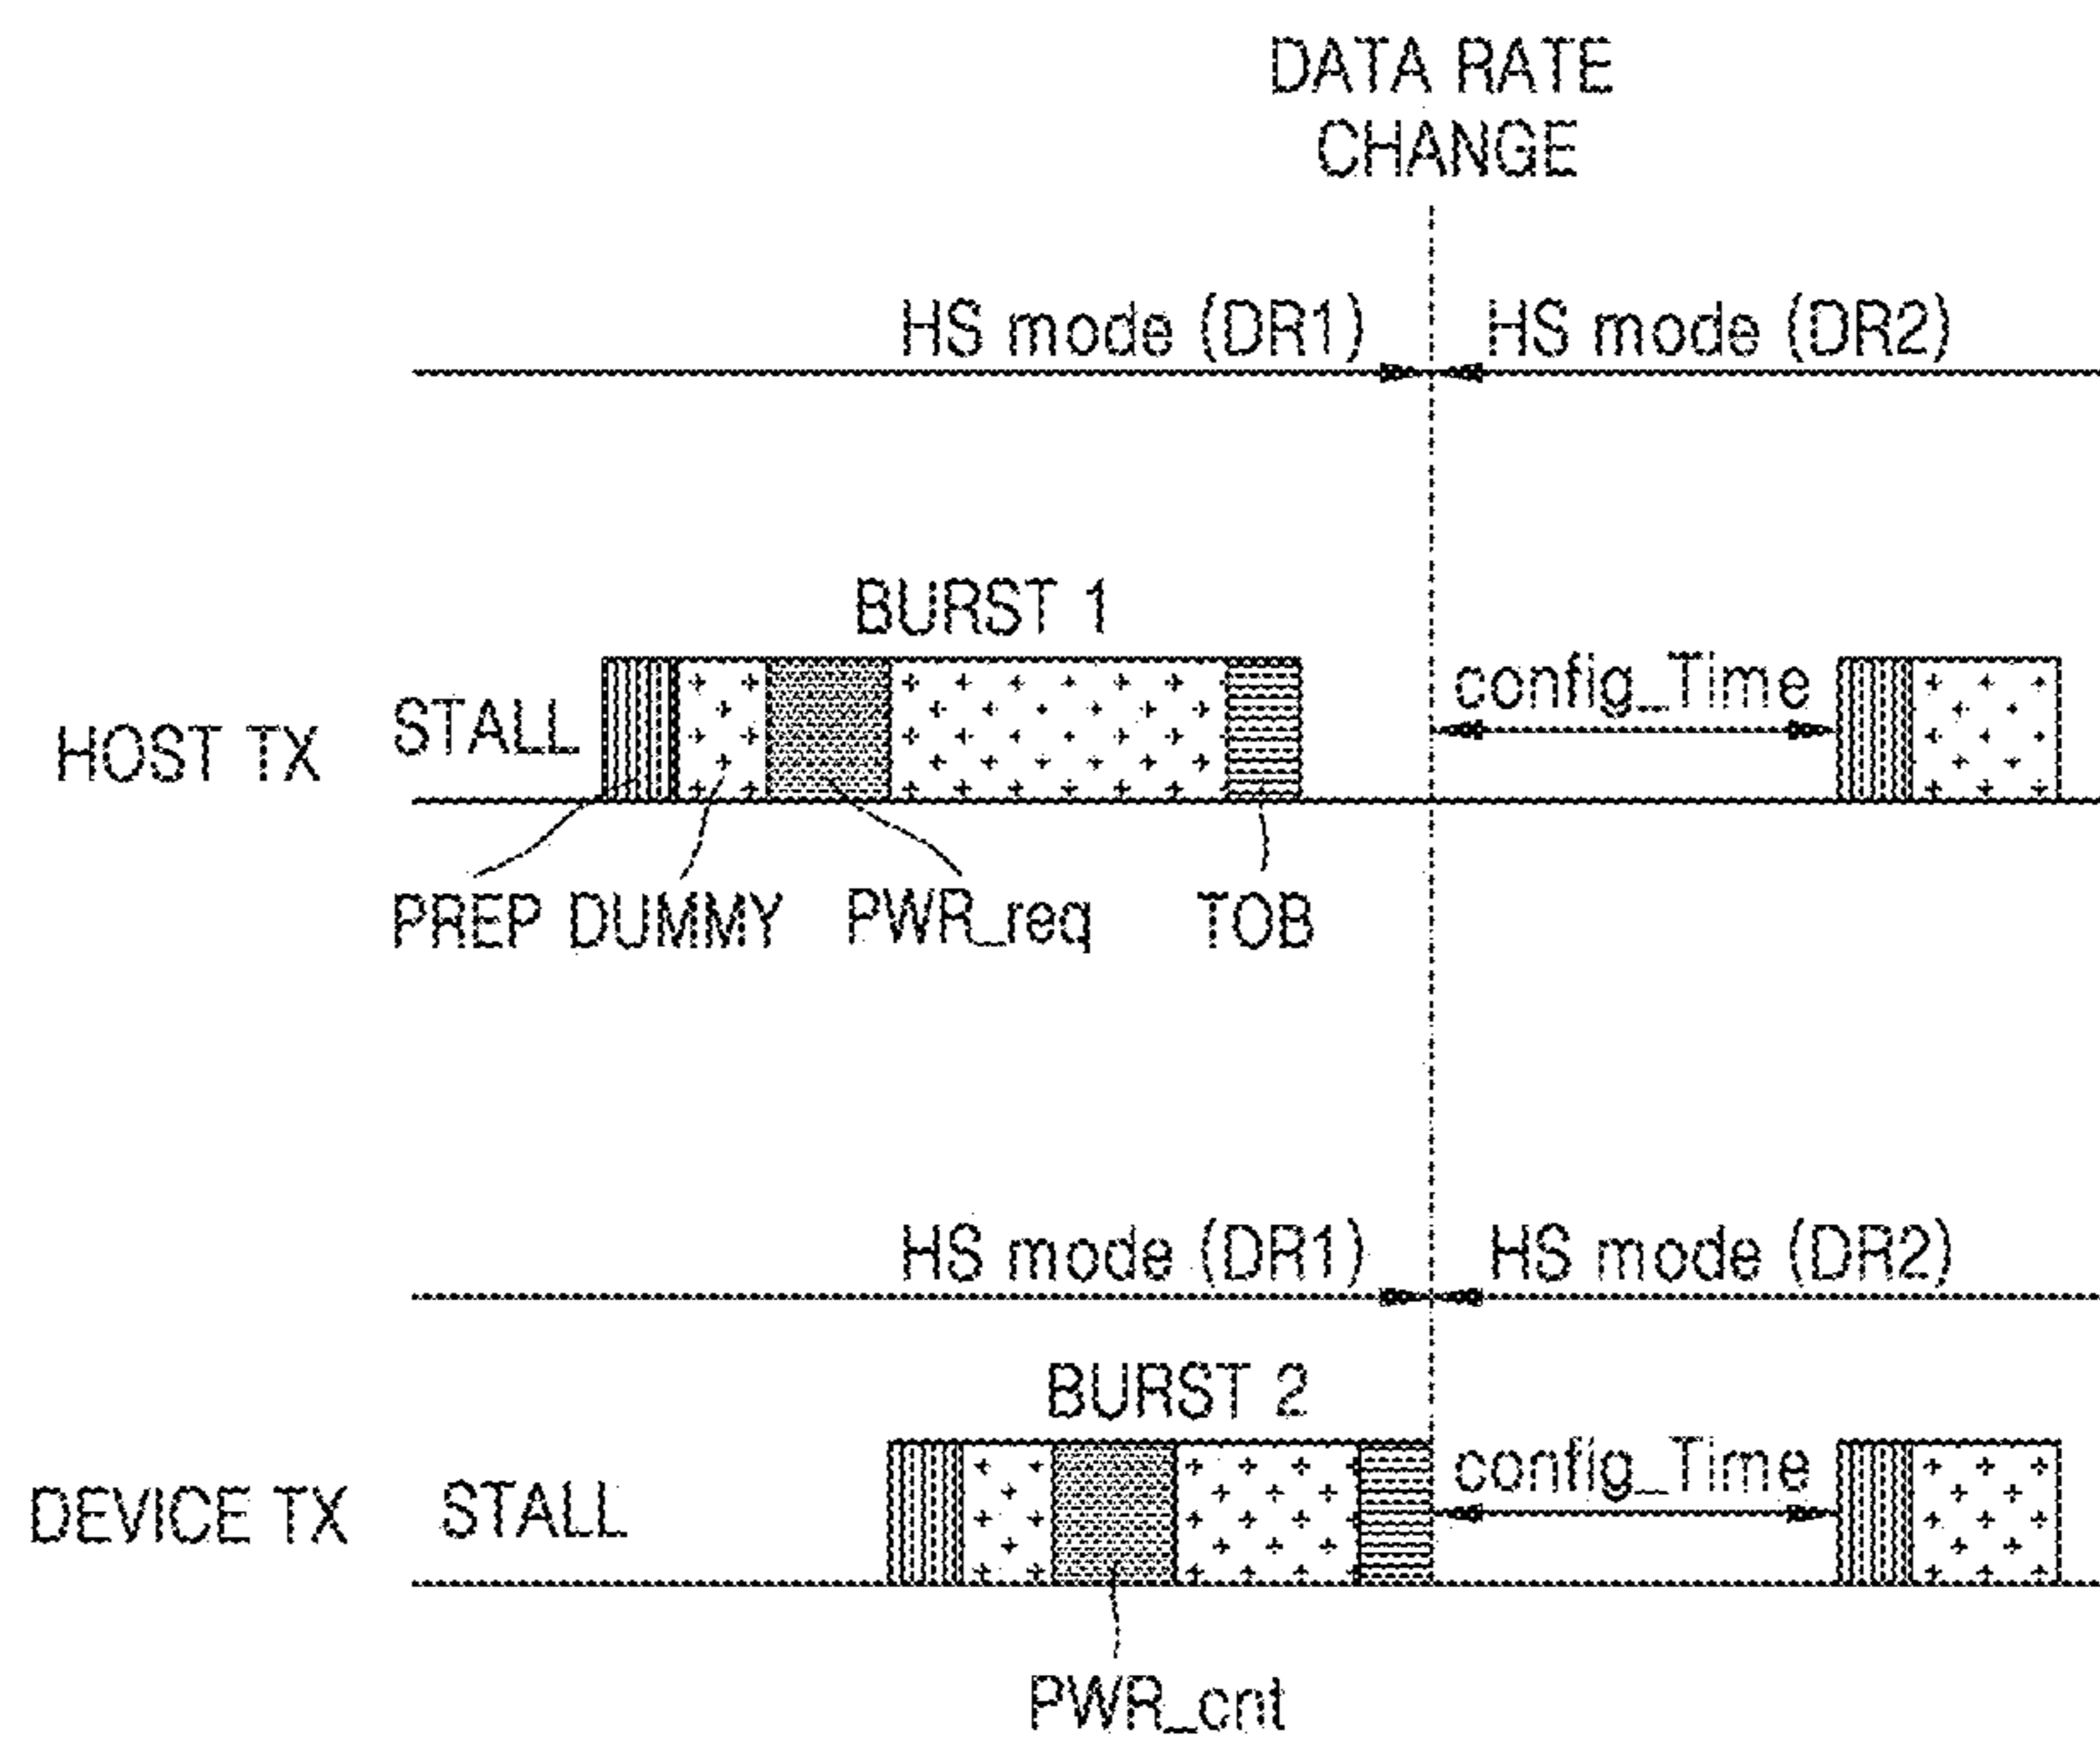 DATA RATE
CHANGE
HS mode (DR1)
HS mode (DR2)
BURST 1
HOST TX
STALL
config_Time
PREP
DUMMY
PWR_req
TOB
HS mode (DR1)
HS mode (DR2)
BURST 2
DEVICE TX
STALL
config_Time
PWR_cnt